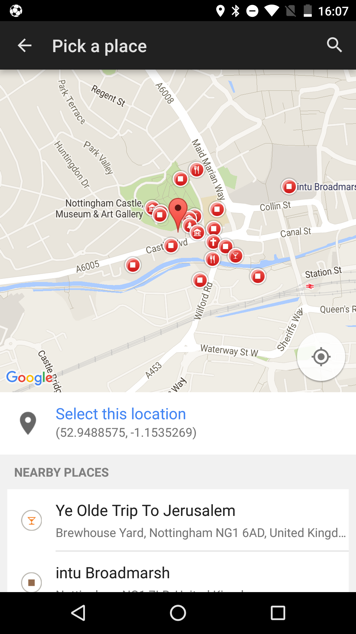 16:07
Pick a place
Regent St
A6008
Park Terrace
Park Valley
Huntingdon Dr
Maid Marian Way
intu Broadmars
Nottingham Castle,
Museum & Art Gallery
Collin St
Canal St
Castle Blvd
A6005
Station St
Wilford Rd
Queen's R
Sheriffs Way
Waterway St W
A453
Way
Castle Bridge
Google
Select this location
(52.9488575, -1.1535269)
NEARBY PLACES
Ye Olde Trip To Jerusalem
Brewhouse Yard, Nottingham NG1 6AD, United Kingd...
intu Broadmarsh